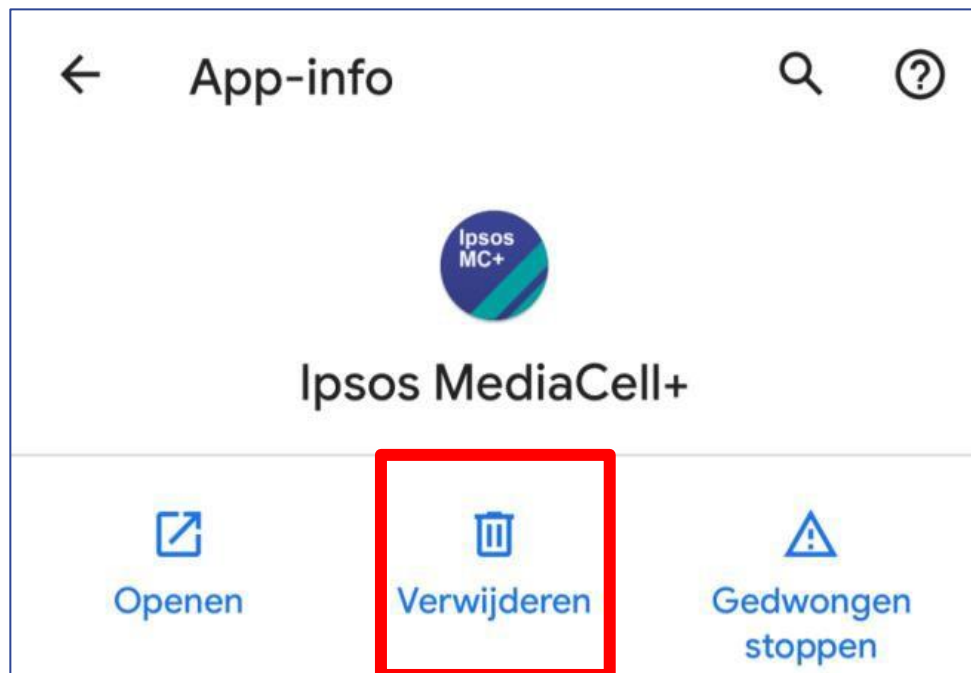 App-info
Ipsos
MC+
Ipsos MediaCell+
Openen
Verwijderen
Gedwongen
stoppen